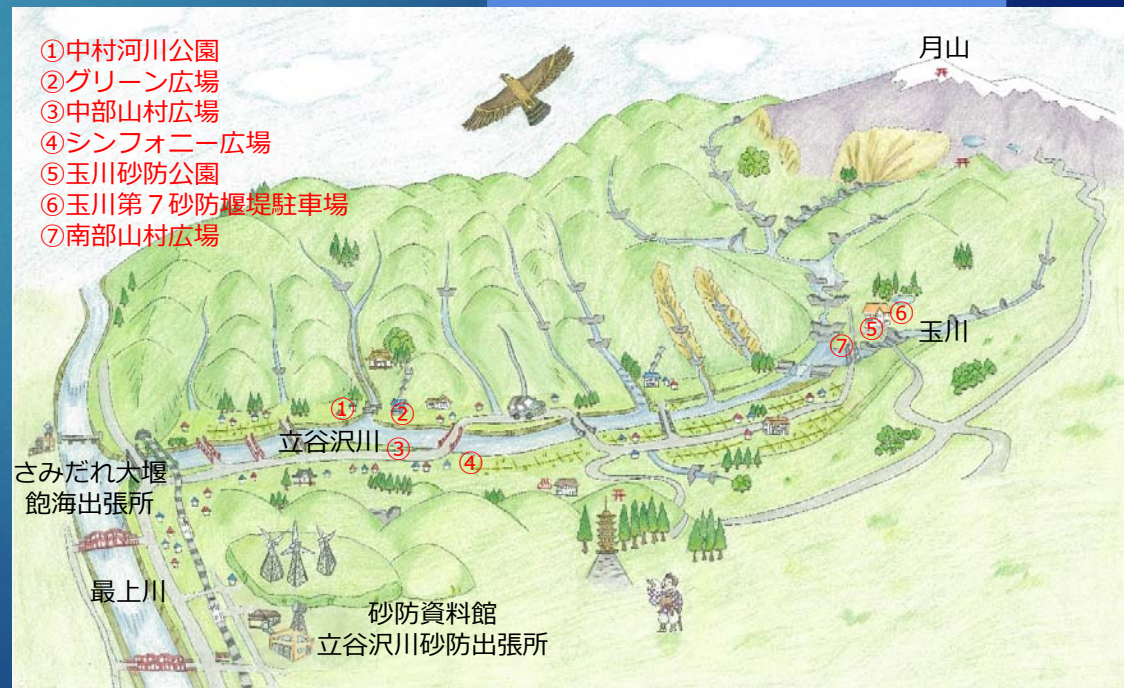 ①中村河川公園
②グリーン広場
③中部山村広場
④シンフォニー広場
⑤玉川砂防公園
⑥玉川第７砂防堰堤駐車場
⑦南部山村広場
月山
⑥
⑤
玉川
⑦
①
②
立谷沢川
③
④
さみだれ大堰
飽海出張所
最上川
砂防資料館
立谷沢川砂防出張所